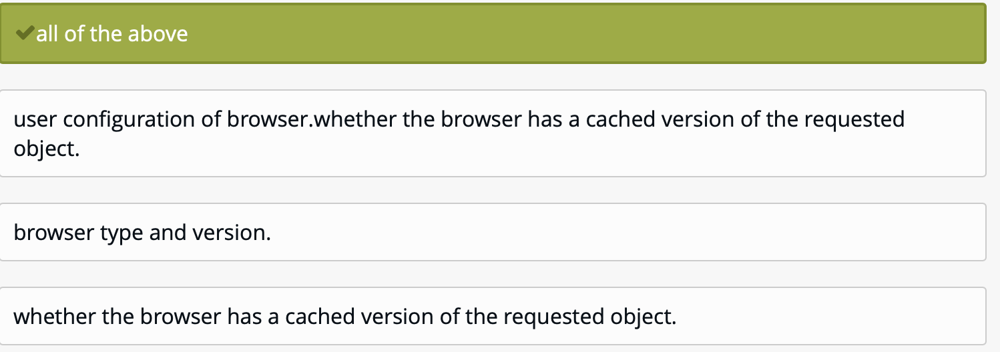 all of the above
user configuration of browser.whether the browser has a cached version of the requested
object.
browser type and version.
whether the browser has a cached version of the requested object.